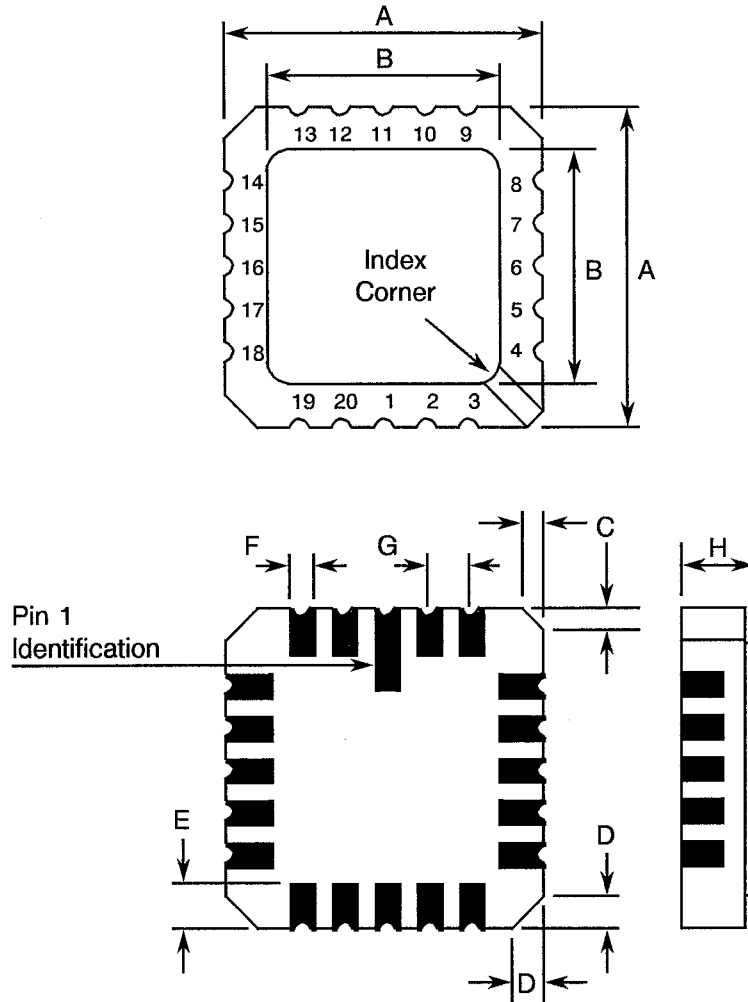 A
B
13 12 11 10 9
14 8
15 7
16 6
17 5
18 4
Index
Corner
B A
19 20 1 2 3
F G C H
Pin 1
Identification
E D
D